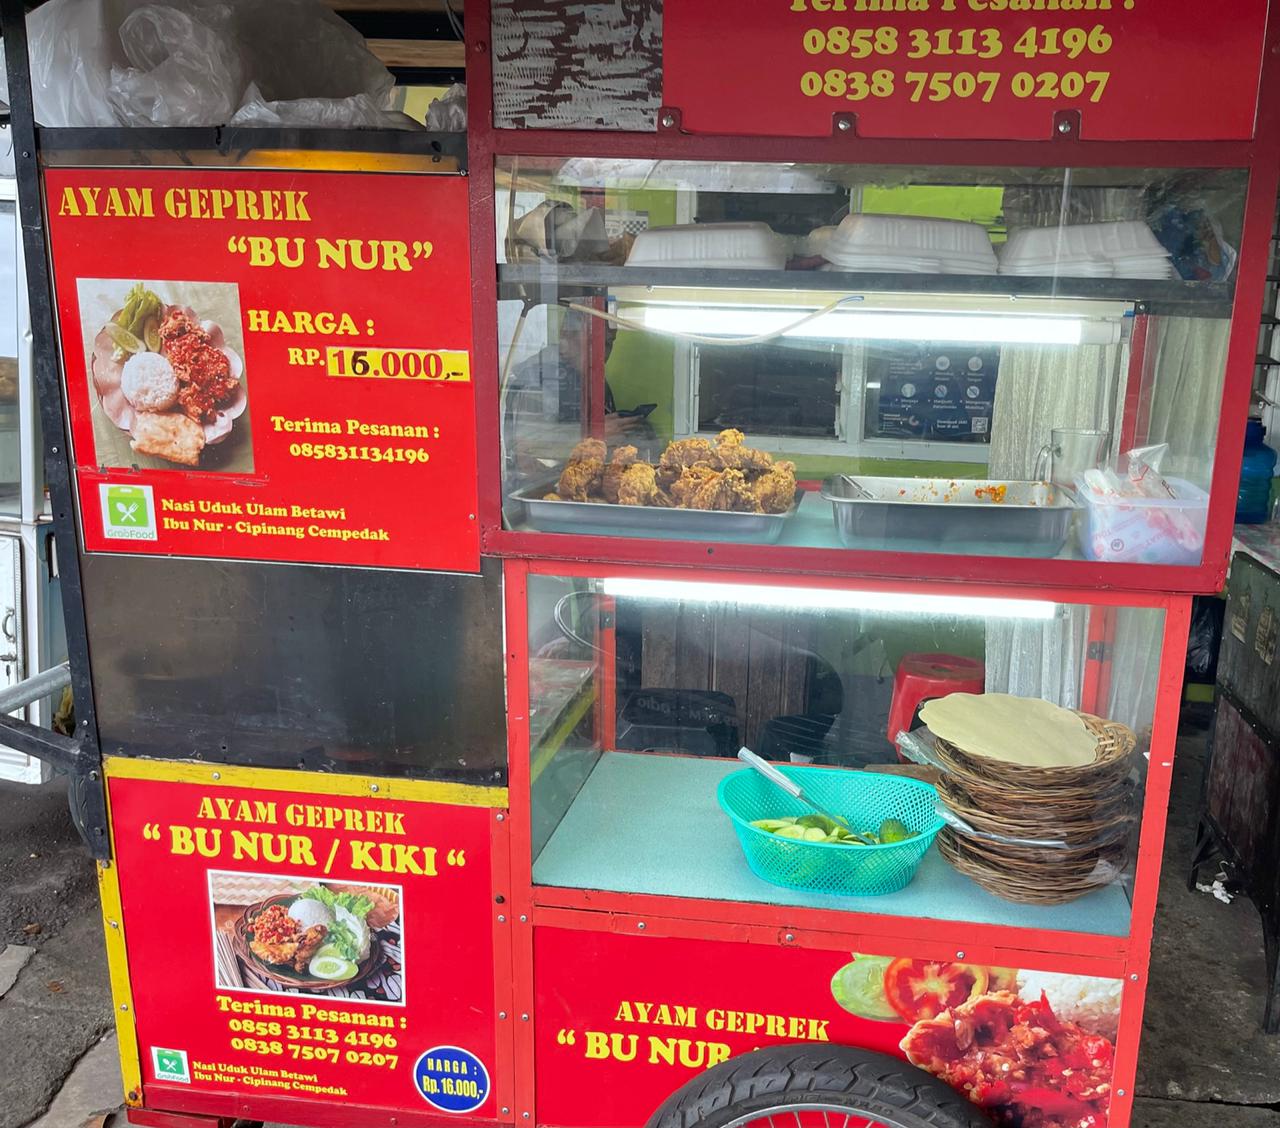 Terima Pesanan :
0858 3113 4196
0838 7507 0207
AYAM GEPREK
“BU NUR”
HARGA :
RP. 16.000,-
Terima Pesanan :
085831134196
GrabFood
Nasi Uduk Ulam Betawi
Ibu Nur - Cipinang Cempedak
AYAM GEPREK
“ BU NUR / KIKI “
Terima Pesanan :
0858 3113 4196
0838 7507 0207
GrabFood
Nasi Uduk Ulam Betawi
Ibu Nur - Cipinang Cempedak
HARGA :
Rp. 16.000,-
AYAM GEPREK
“ BU NUR